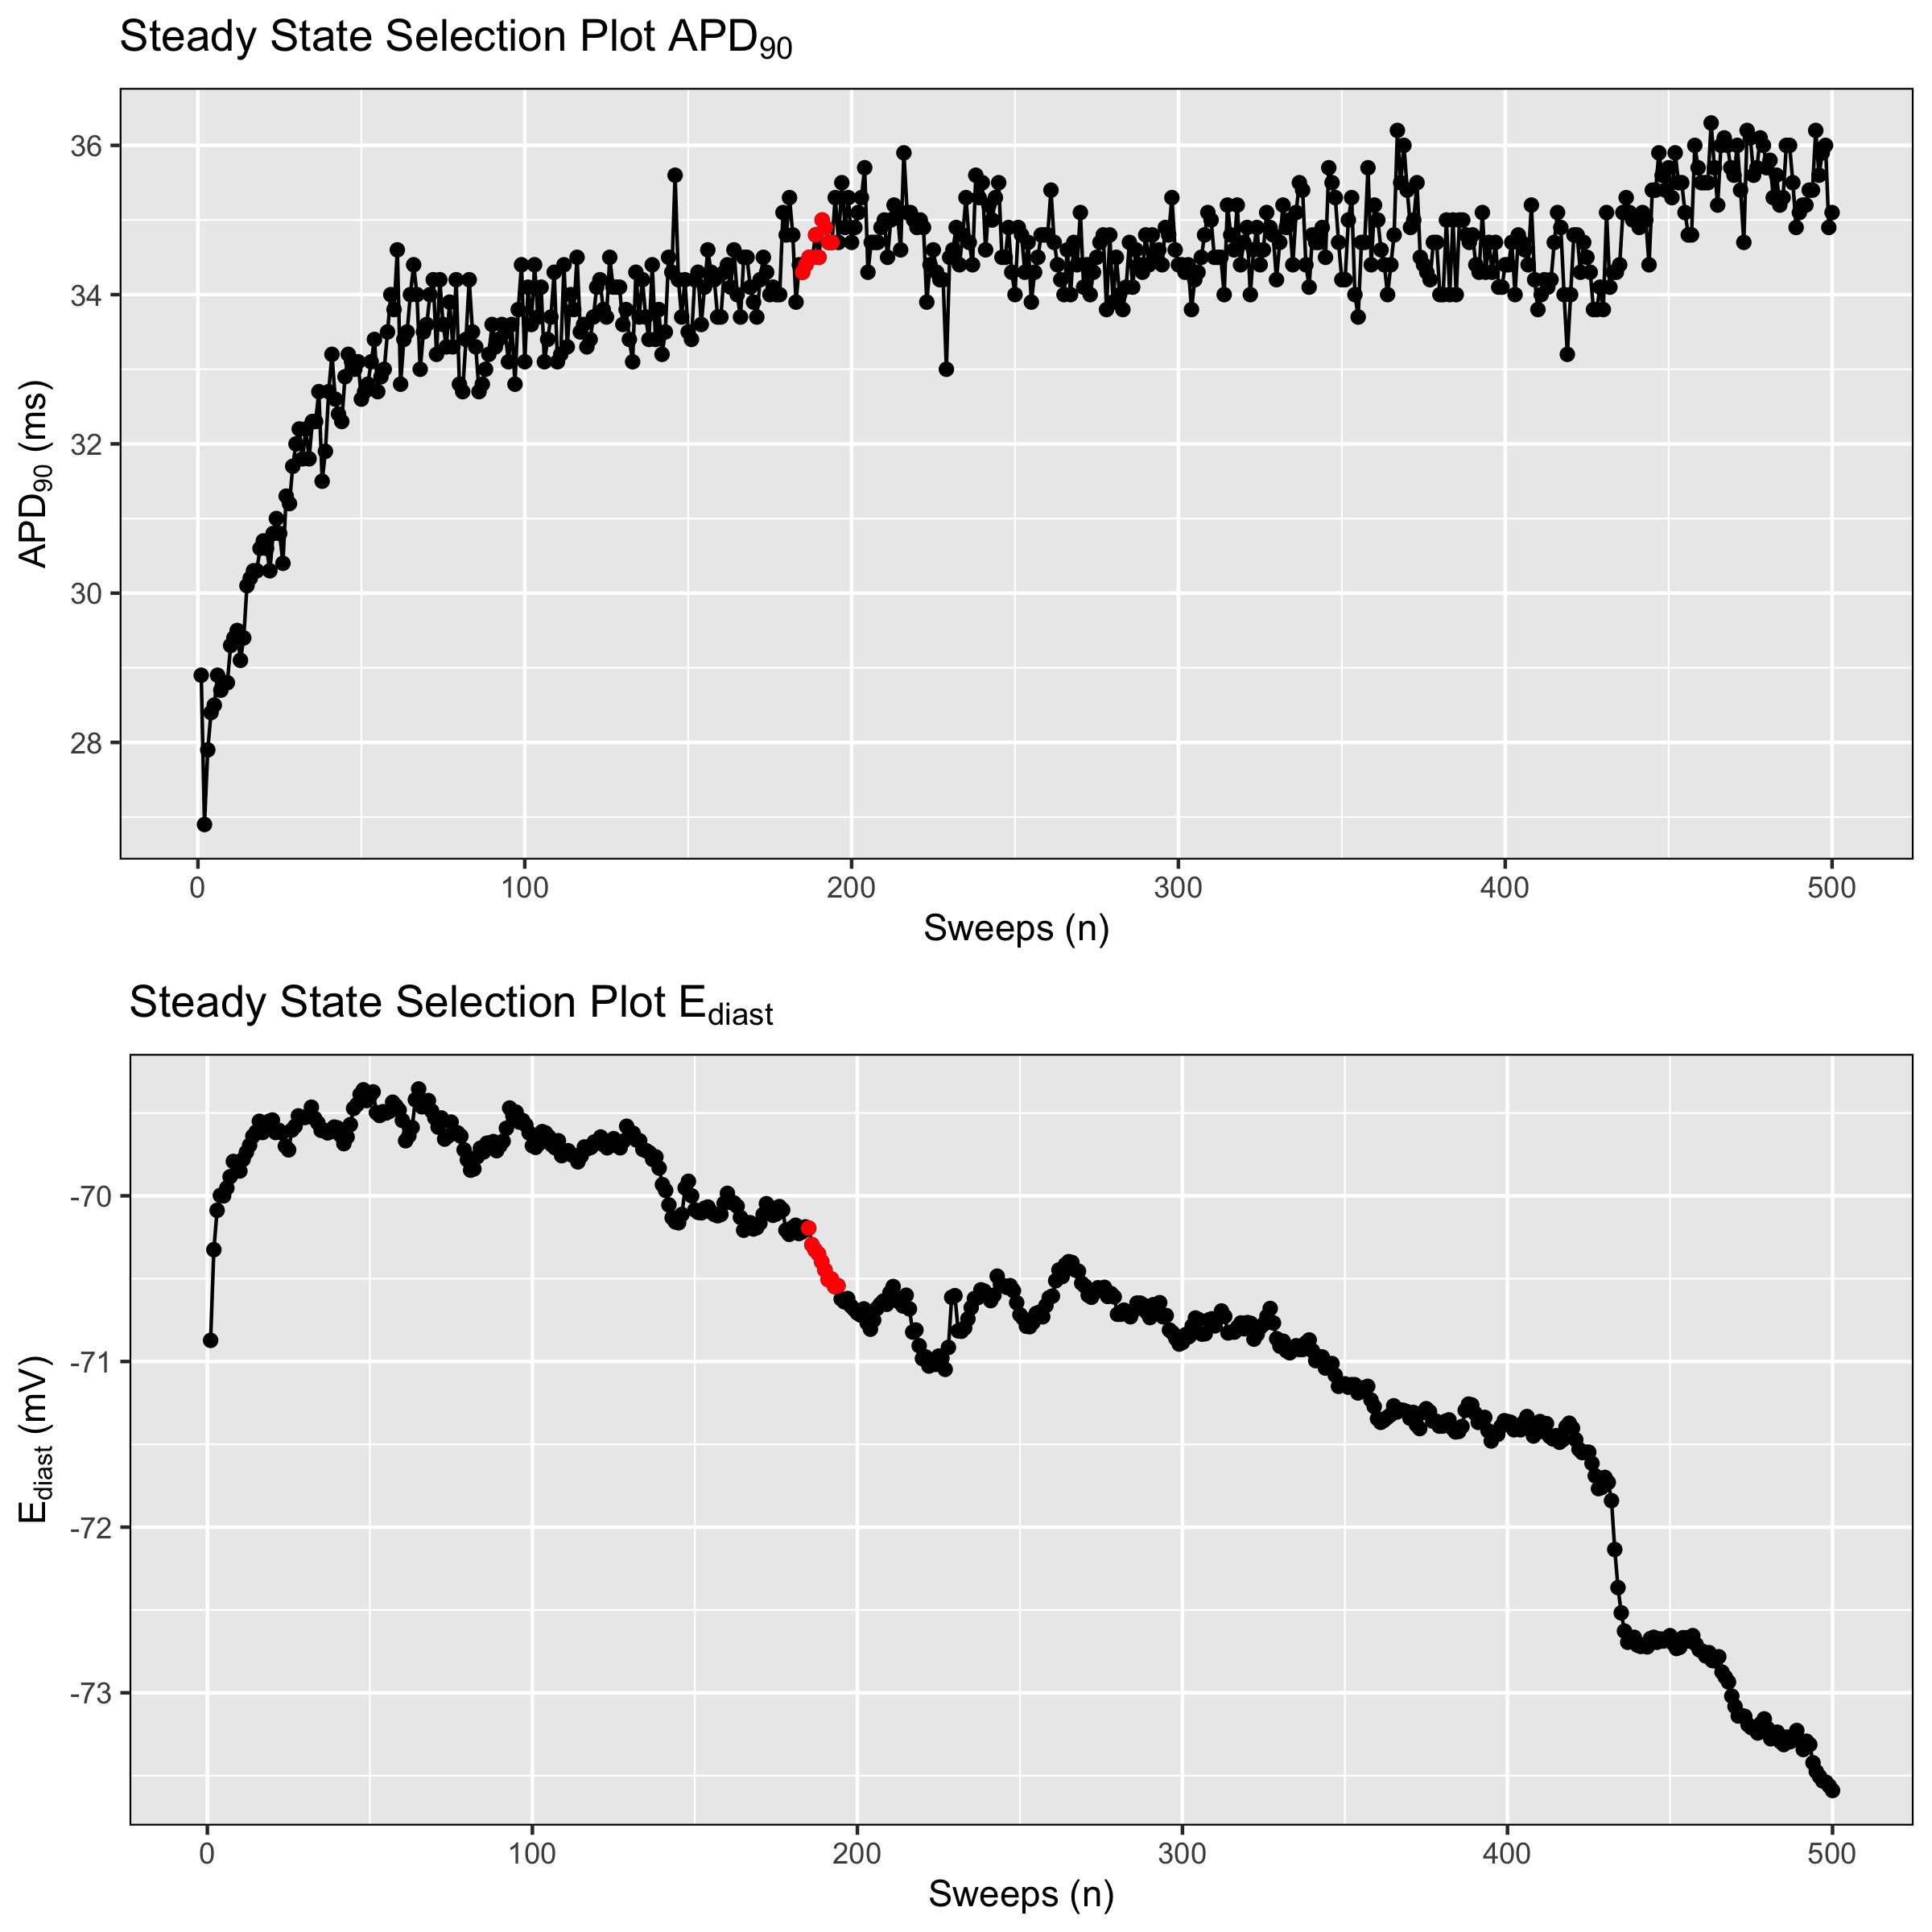 Steady State Selection Plot APD90
36
34
32
30
28
APD90 (ms)
0 100 200 300 400 500
Sweeps (n)
Steady State Selection Plot Ediast
-70
-71
-72
-73
Ediast (mV)
0 100 200 300 400 500
Sweeps (n)